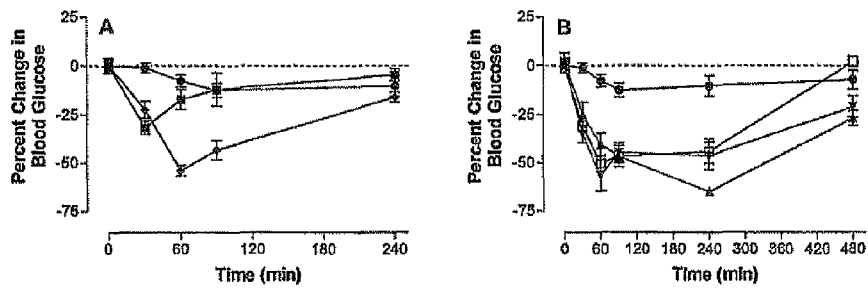 A
Percent Change in
Blood Glucose
25
0
-25
-50
-75
0 60 120 180 240
Time (min)
B
Percent Change in
Blood Glucose
25
0
-25
-50
-75
0 60 120 180 240 300 360 420 480
Time (min)